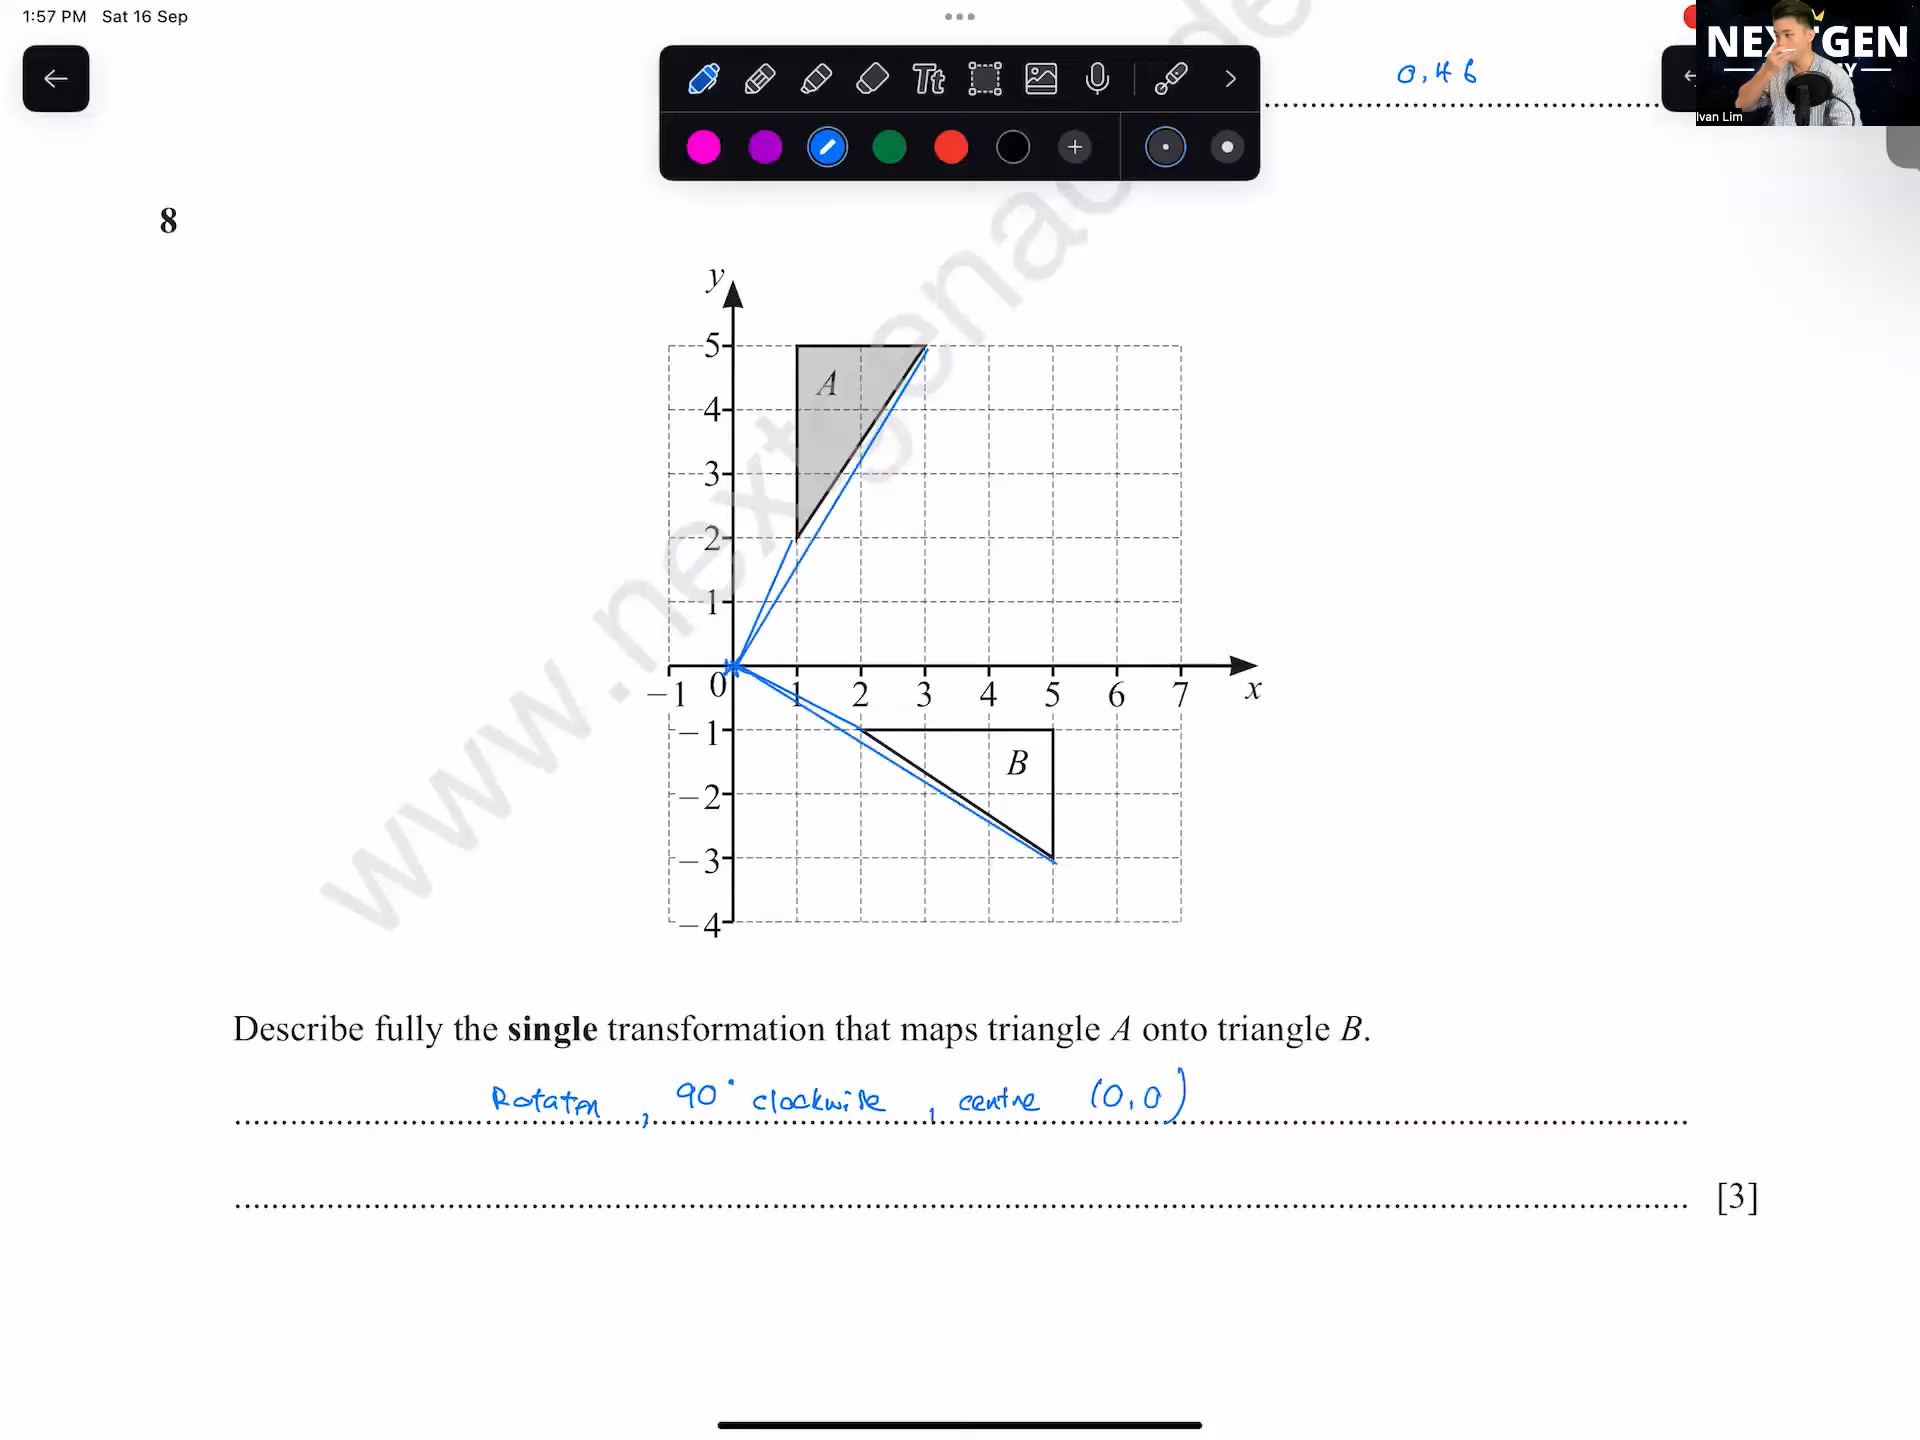 1:57 PM Sat 16 Sep
NEXTGEN
Ivan Lim
Tt
0.46
8
y
5
A
4
3
2
1
-1 0 1 2 3 4 5 6 7 x
-1
B
-2
-3
-4
www.nextgenacade
Describe fully the single transformation that maps triangle A onto triangle B.
Rotation, 90° clockwise, centre (0,0)
[3]